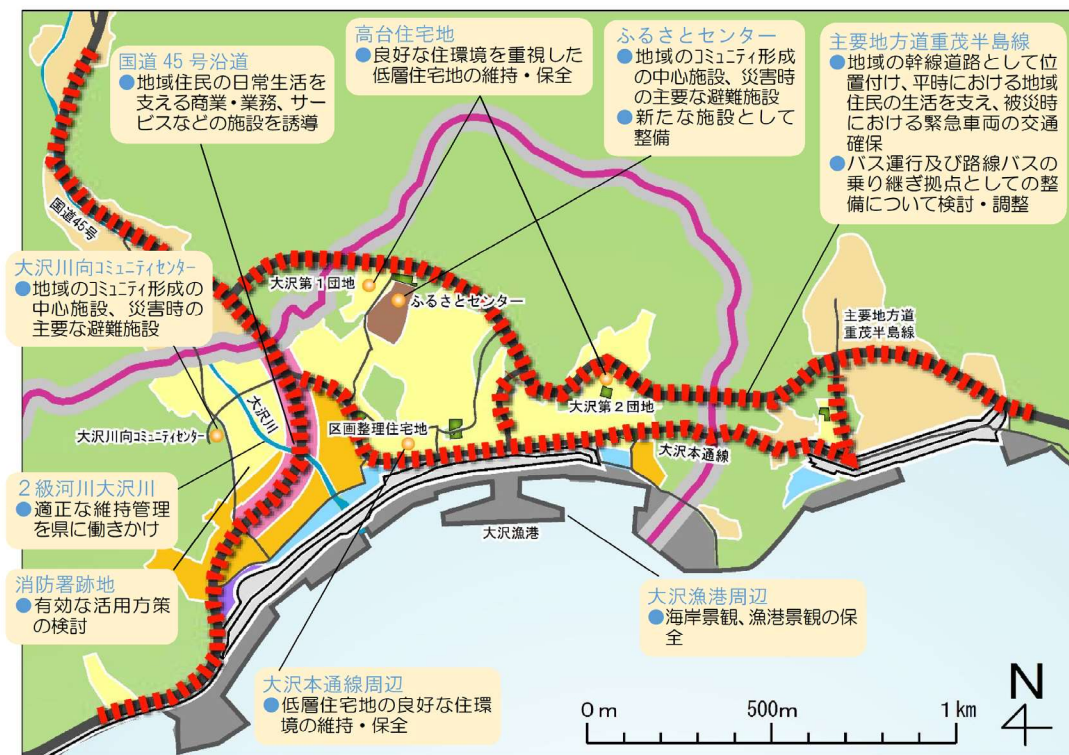 国道 45 号沿道
●地域住民の日常生活を
支える商業・業務、サー
ビスなどの施設を誘導
高台住宅地
●良好な住環境を重視した
低層住宅地の維持・保全
ふるさとセンター
●地域のコミュニティ形成
の中心施設、災害時
の主要な避難施設
●新たな施設として
整備
主要地方道重茂半島線
●地域の幹線道路として位
置付け、平時における地域
住民の生活を支え、被災時
における緊急車両の交通
確保
●バス運行及び路線バスの
乗り継ぎ拠点としての整
備について検討・調整
国道45号
大沢川向コミュニティセンター
●地域のコミュニティ形成の
中心施設、災害時の
主要な避難施設
大沢第1団地
ふるさとセンター
主要地方道
重茂半島線
大沢第2団地
大沢川
大沢川向コミュニティセンター
区画整理住宅地
大沢本通線
2級河川大沢川
●適正な維持管理
を県に働きかけ
大沢漁港
消防署跡地
●有効な活用方策
の検討
大沢漁港周辺
●海岸景観、漁港景観の保
全
大沢本通線周辺
●低層住宅地の良好な住環
境の維持・保全
0m 500m 1km
N